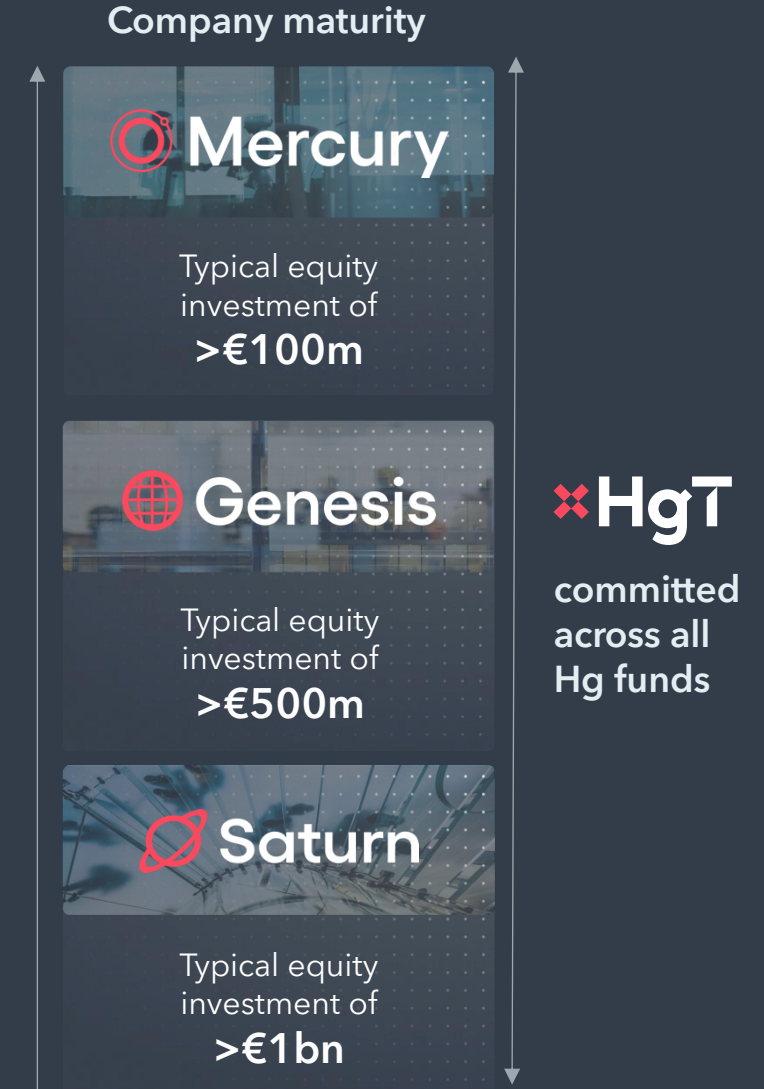 Company maturity
Mercury
Typical equity
investment of
>€100m
Genesis
Typical equity
investment of
>€500m
HgT
committed
across all
Hg funds
Saturn
Typical equity
investment of
>€1bn